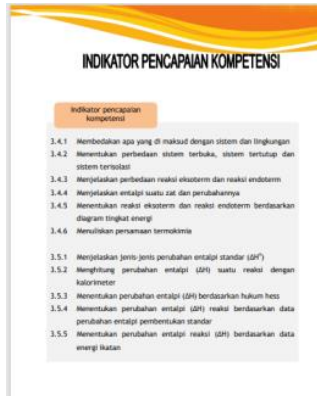 INDIKATOR PENCAPAIAN KOMPETENSI
Indikator pencapaian
kompetensi
3.4.1 Membedakan apa yang di maksud dengan sistem dan lingkungan
3.4.2 Menentukan perbedaan sistem terbuka, sistem tertutup dan
sistem terisolasi
3.4.3 Menjelaskan perbedaan reaksi eksoterm dan reaksi endoterm
3.4.4 Menjelaskan entalpi suatu zat dan perubahannya
3.4.5 Menentukan reaksi eksoterm dan reaksi endoterm berdasarkan
diagram tingkat energi
3.4.6 Menuliskan persamaan termokimia
3.5.1 Menjelaskan jenis-jenis perubahan entalpi standar (ΔH°)
3.5.2 Menghitung perubahan entalpi (ΔH) suatu reaksi dengan
kalorimeter
3.5.3 Menentukan perubahan entalpi (ΔH) berdasarkan hukum hess
3.5.4 Menentukan perubahan entalpi (ΔH) reaksi berdasarkan data
perubahan entalpi pembentukan standar
3.5.5 Menentukan perubahan entalpi reaksi (ΔH) berdasarkan data
energi ikatan